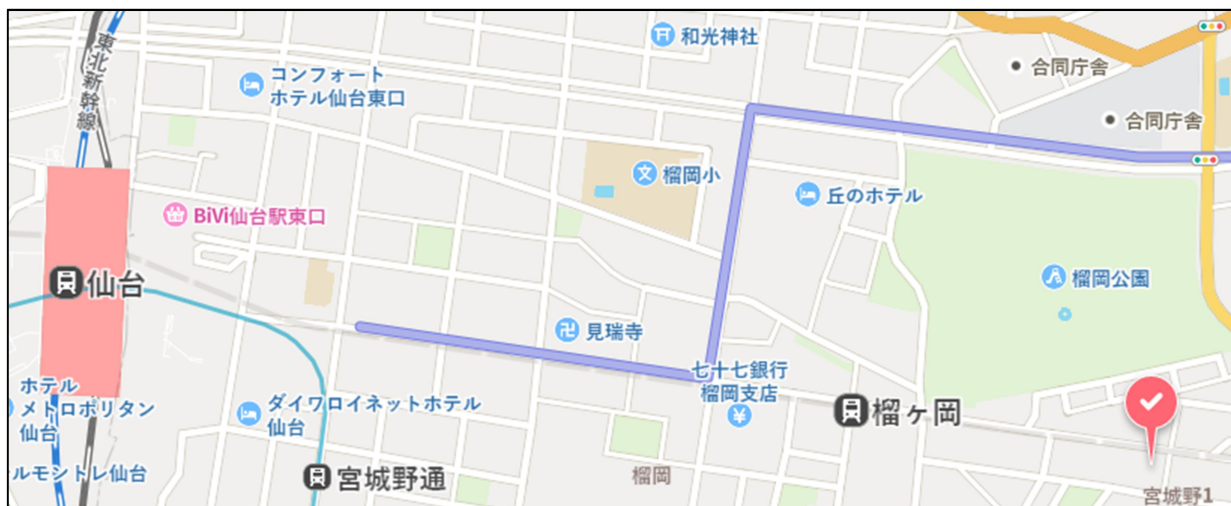 東北新幹線
コンフォート
ホテル仙台東口
和光神社
合同庁舎
合同庁舎
文
榴岡小
丘のホテル
BiVi仙台駅東口
仙台
榴岡公園
見瑞寺
七十七銀行
榴岡支店
¥
ホテル
メトロポリタン
仙台
ダイワロイネットホテル
仙台
榴ヶ岡
ルモントレ仙台
宮城野通
榴岡
宮城野1